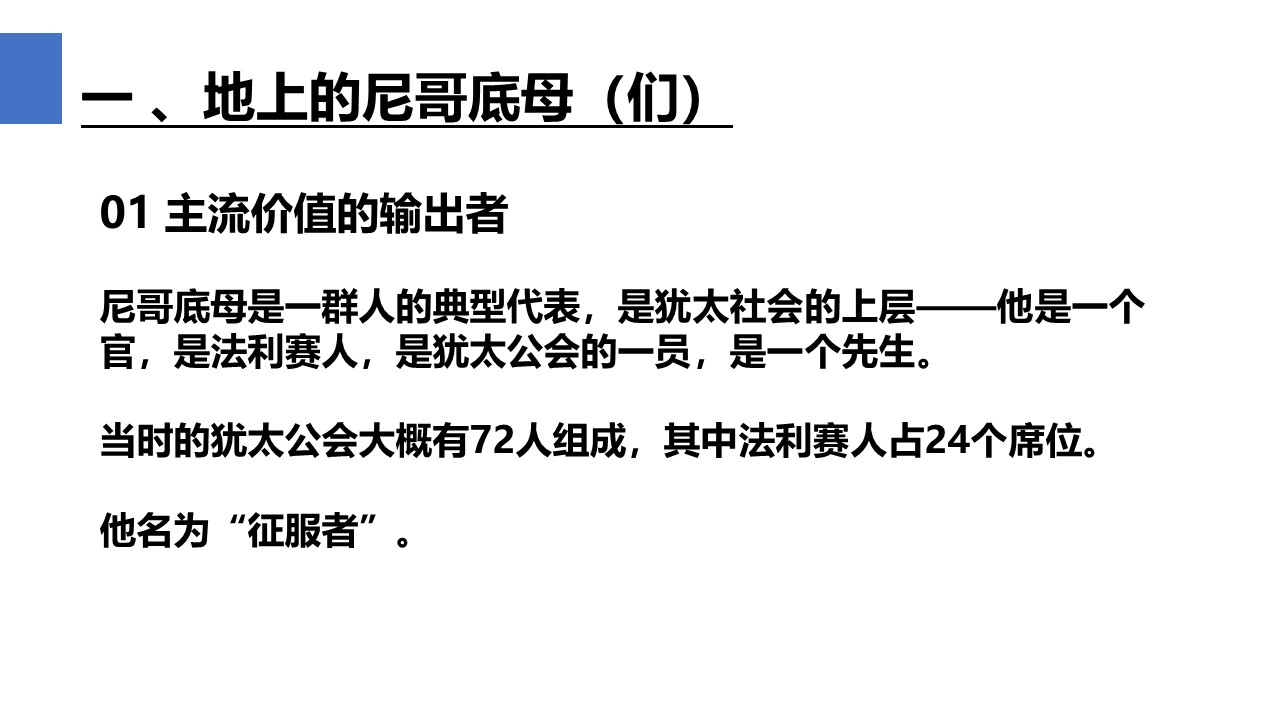 一 、地上的尼哥底母（们）
01 主流价值的输出者
尼哥底母是一群人的典型代表，是犹太社会的上层——他是一个
官，是法利赛人，是犹太公会的一员，是一个先生。
当时的犹太公会大概有72人组成，其中法利赛人占24个席位。
他名为“征服者”。